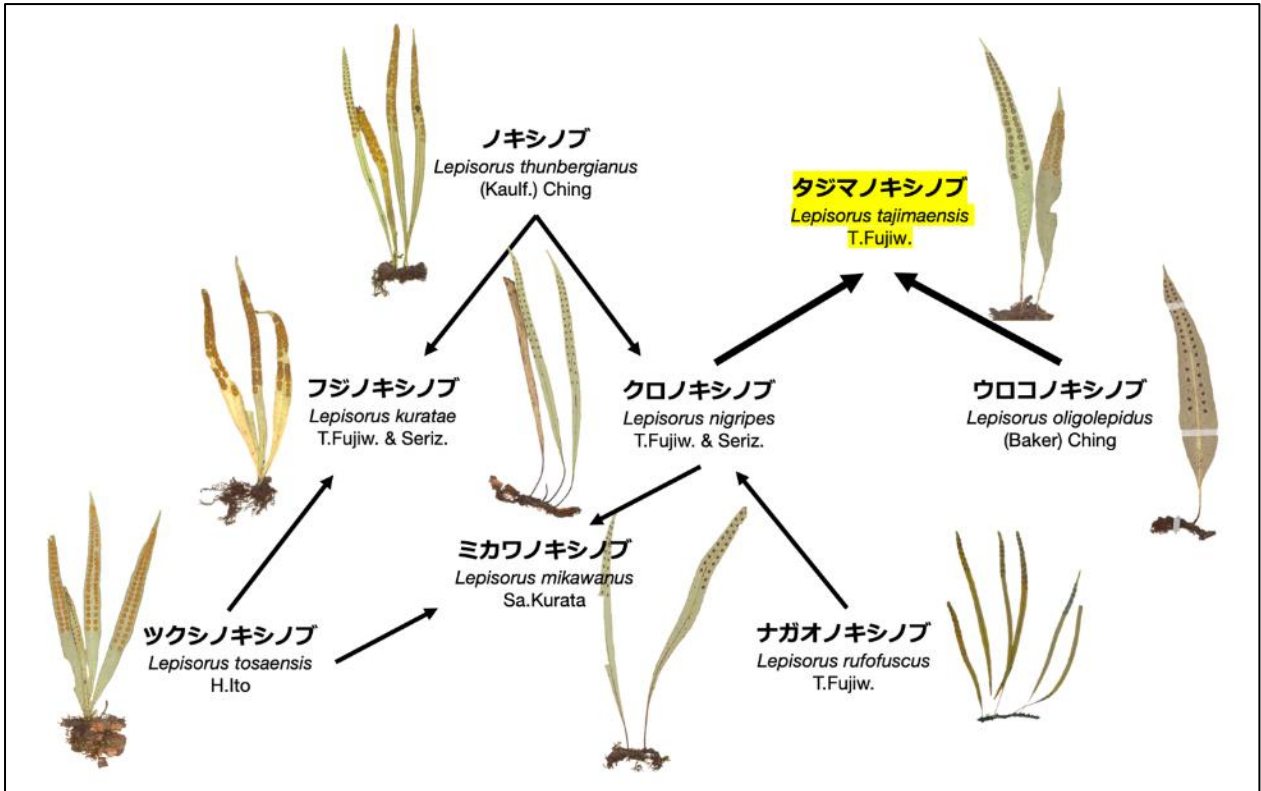 ノキシノブ
Lepisorus thunbergianus
(Kaulf.) Ching
タジマノキシノブ
Lepisorus tajimaensis
T.Fujiw.
フジノキシノブ
Lepisorus kuratae
T.Fujiw. & Seriz.
クロノキシノブ
Lepisorus nigripes
T.Fujiw. & Seriz.
ウロコノキシノブ
Lepisorus oligolepidus
(Baker) Ching
ミカワノキシノブ
Lepisorus mikawanus
Sa.Kurata
ツクシノキシノブ
Lepisorus tosaensis
H.Ito
ナガオノキシノブ
Lepisorus rufofuscus
T.Fujiw.